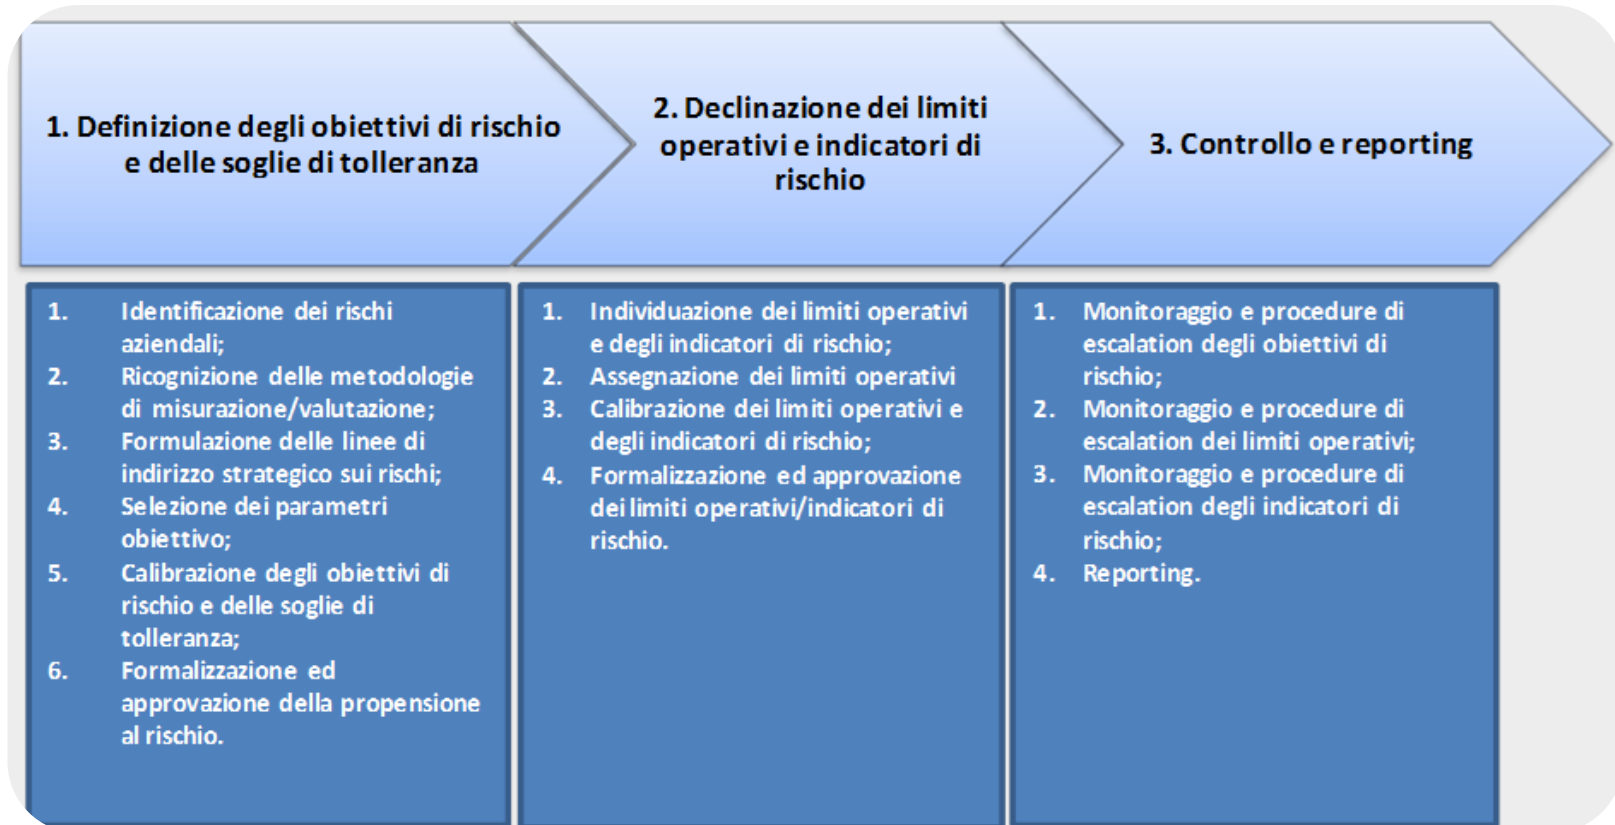 1. Definizione degli obiettivi di rischio
e delle soglie di tolleranza
2. Declinazione dei limiti
operativi e indicatori di
rischio
3. Controllo e reporting
1. Identificazione dei rischi
aziendali;
2. Ricognizione delle metodologie
di misurazione/valutazione;
3. Formulazione delle linee di
indirizzo strategico sui rischi;
4. Selezione dei parametri
obiettivo;
5. Calibrazione degli obiettivi di
rischio e delle soglie di
tolleranza;
6. Formalizzazione ed
approvazione della propensione
al rischio.
1. Individuazione dei limiti operativi
e degli indicatori di rischio;
2. Assegnazione dei limiti operativi
3. Calibrazione dei limiti operativi e
degli indicatori di rischio;
4. Formalizzazione ed approvazione
dei limiti operativi/indicatori di
rischio.
1. Monitoraggio e procedure di
escalation degli obiettivi di
rischio;
2. Monitoraggio e procedure di
escalation dei limiti operativi;
3. Monitoraggio e procedure di
escalation degli indicatori di
rischio;
4. Reporting.